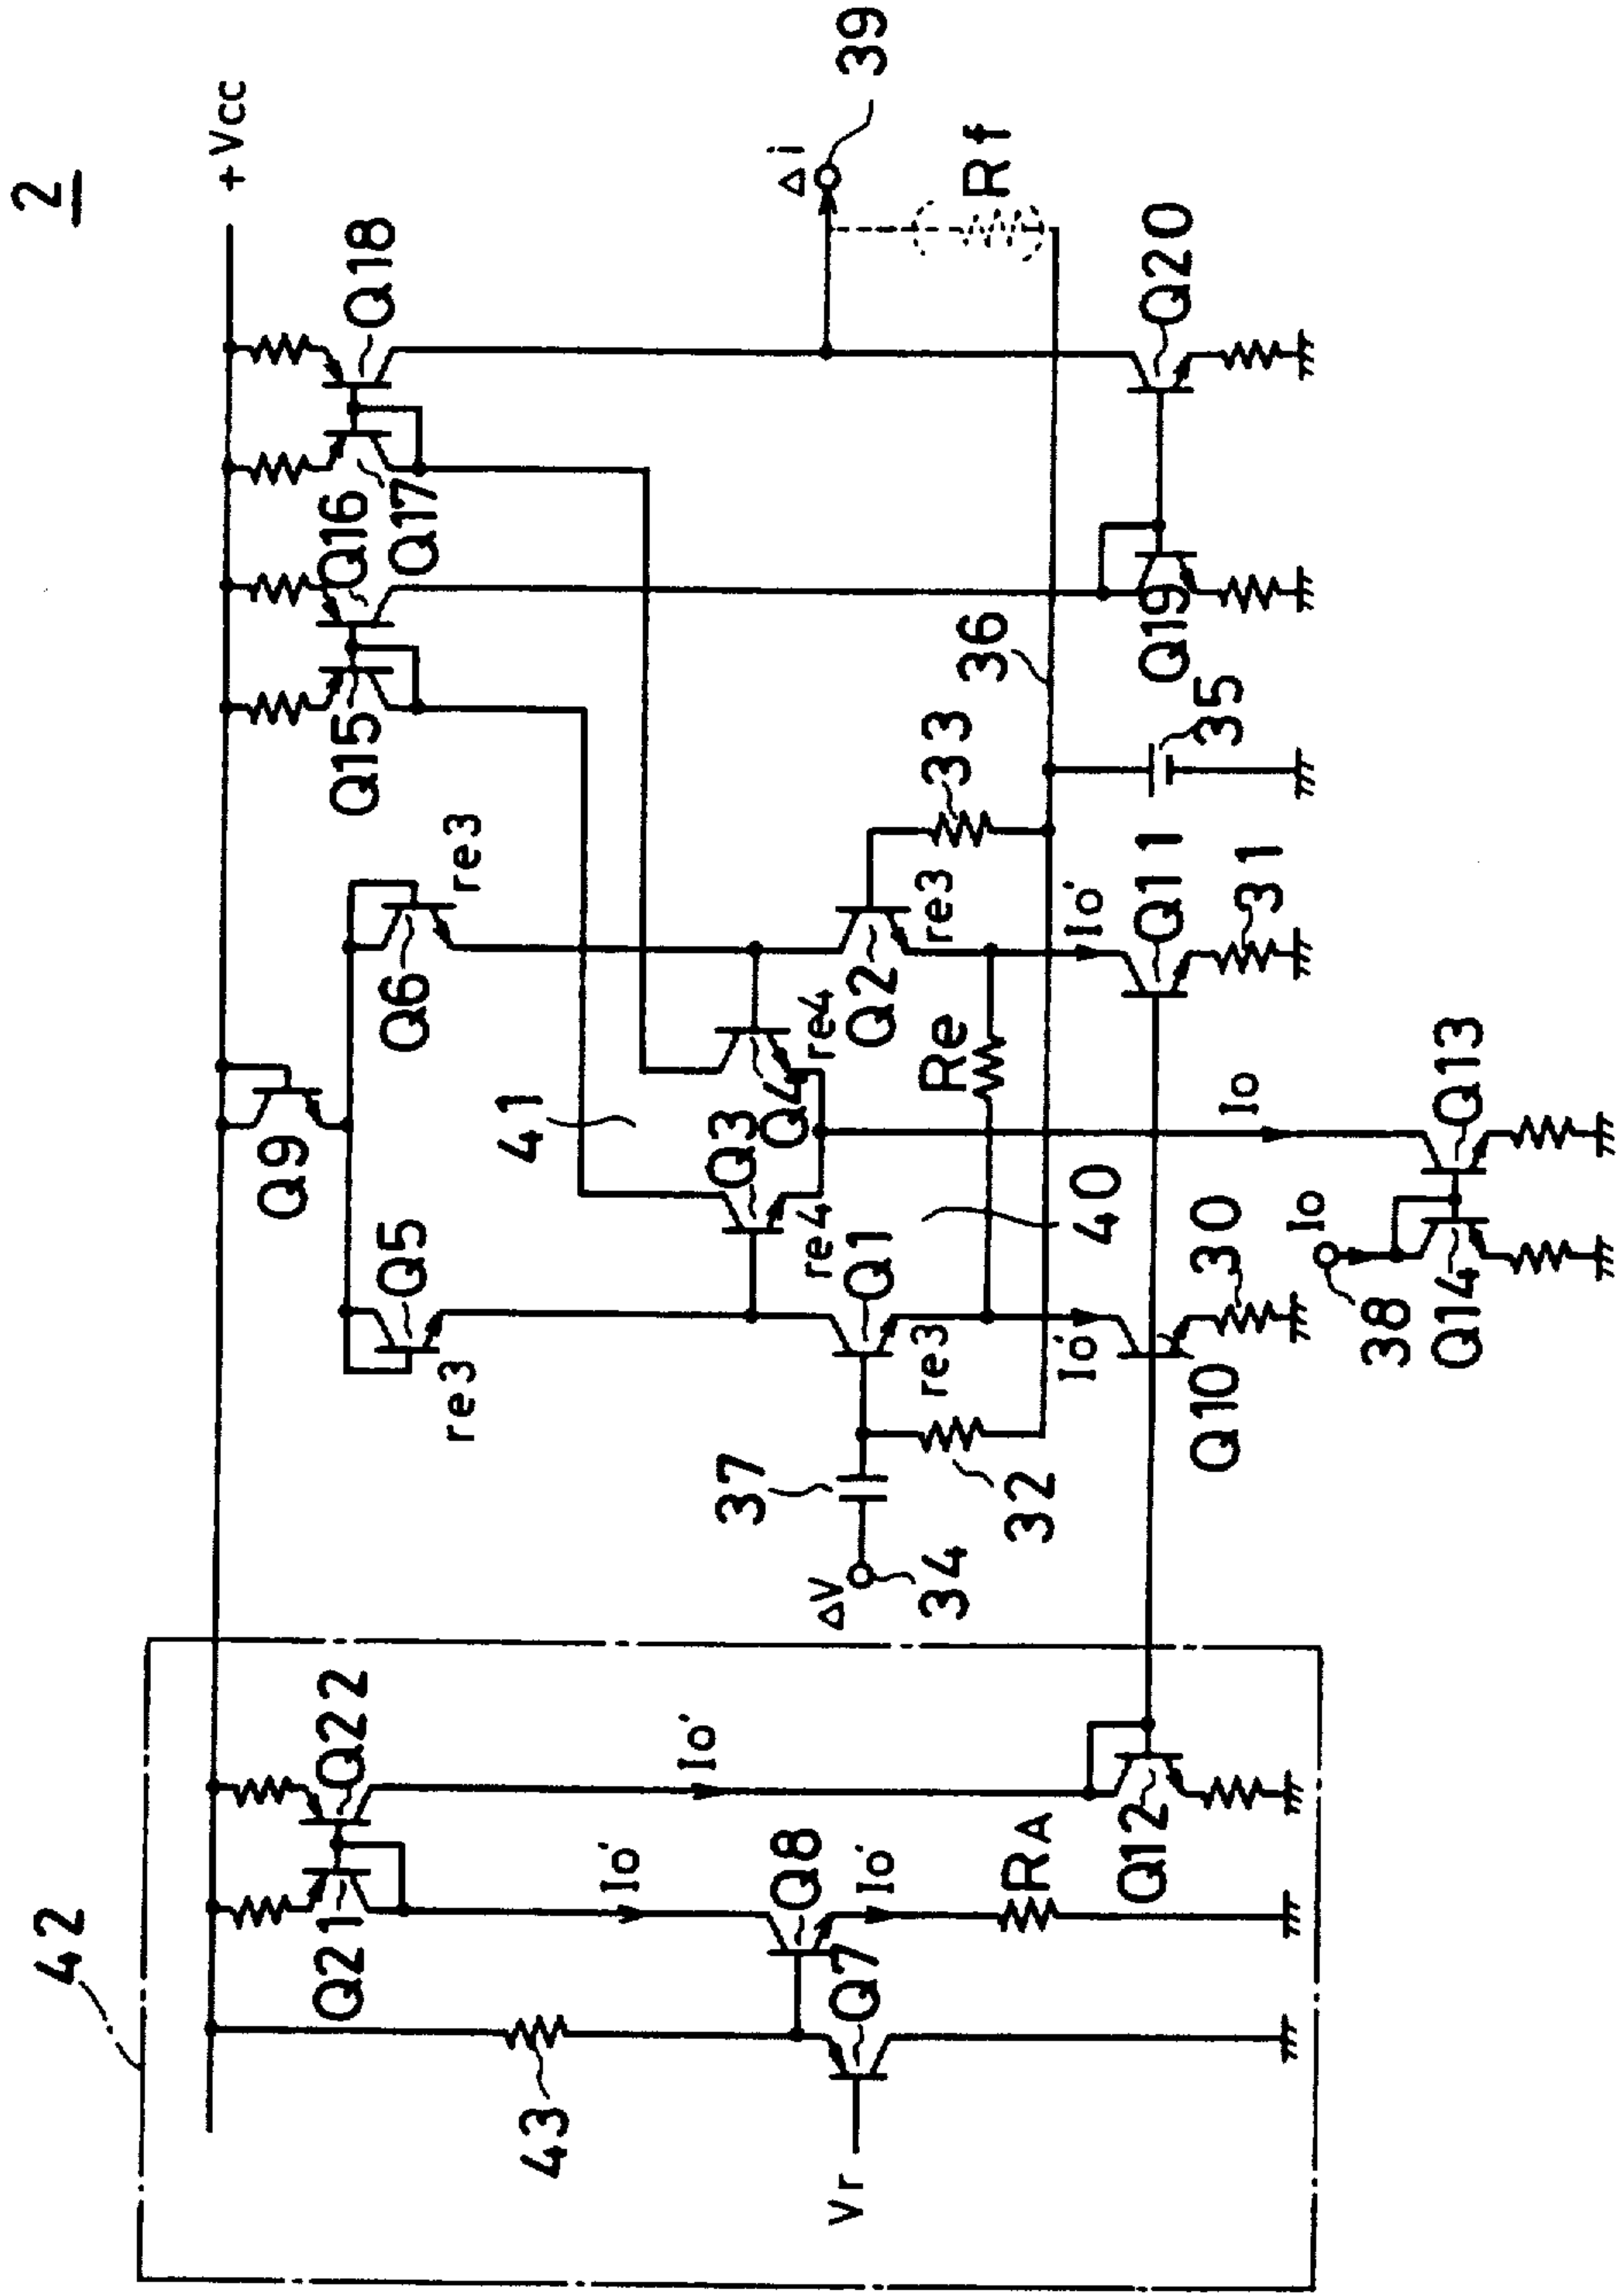 2
+Vcc
42
Q21
Q22
Q9
Q5
re3
Q6
re3
Q15
Q16
Q17
Q18
43
Io'
Io'
41
Vr
Q7
Q8
Io'
RA
ΔV
34
37
32
Q1
re3
Q3
re4
Q4
re4
Q2
re3
33
Re
40
36
Δi
39
Rf
Q12
Io'
Q10
30
Io'
Q11
31
35
Q19
Q20
Io
38
Q14
Io
Q13